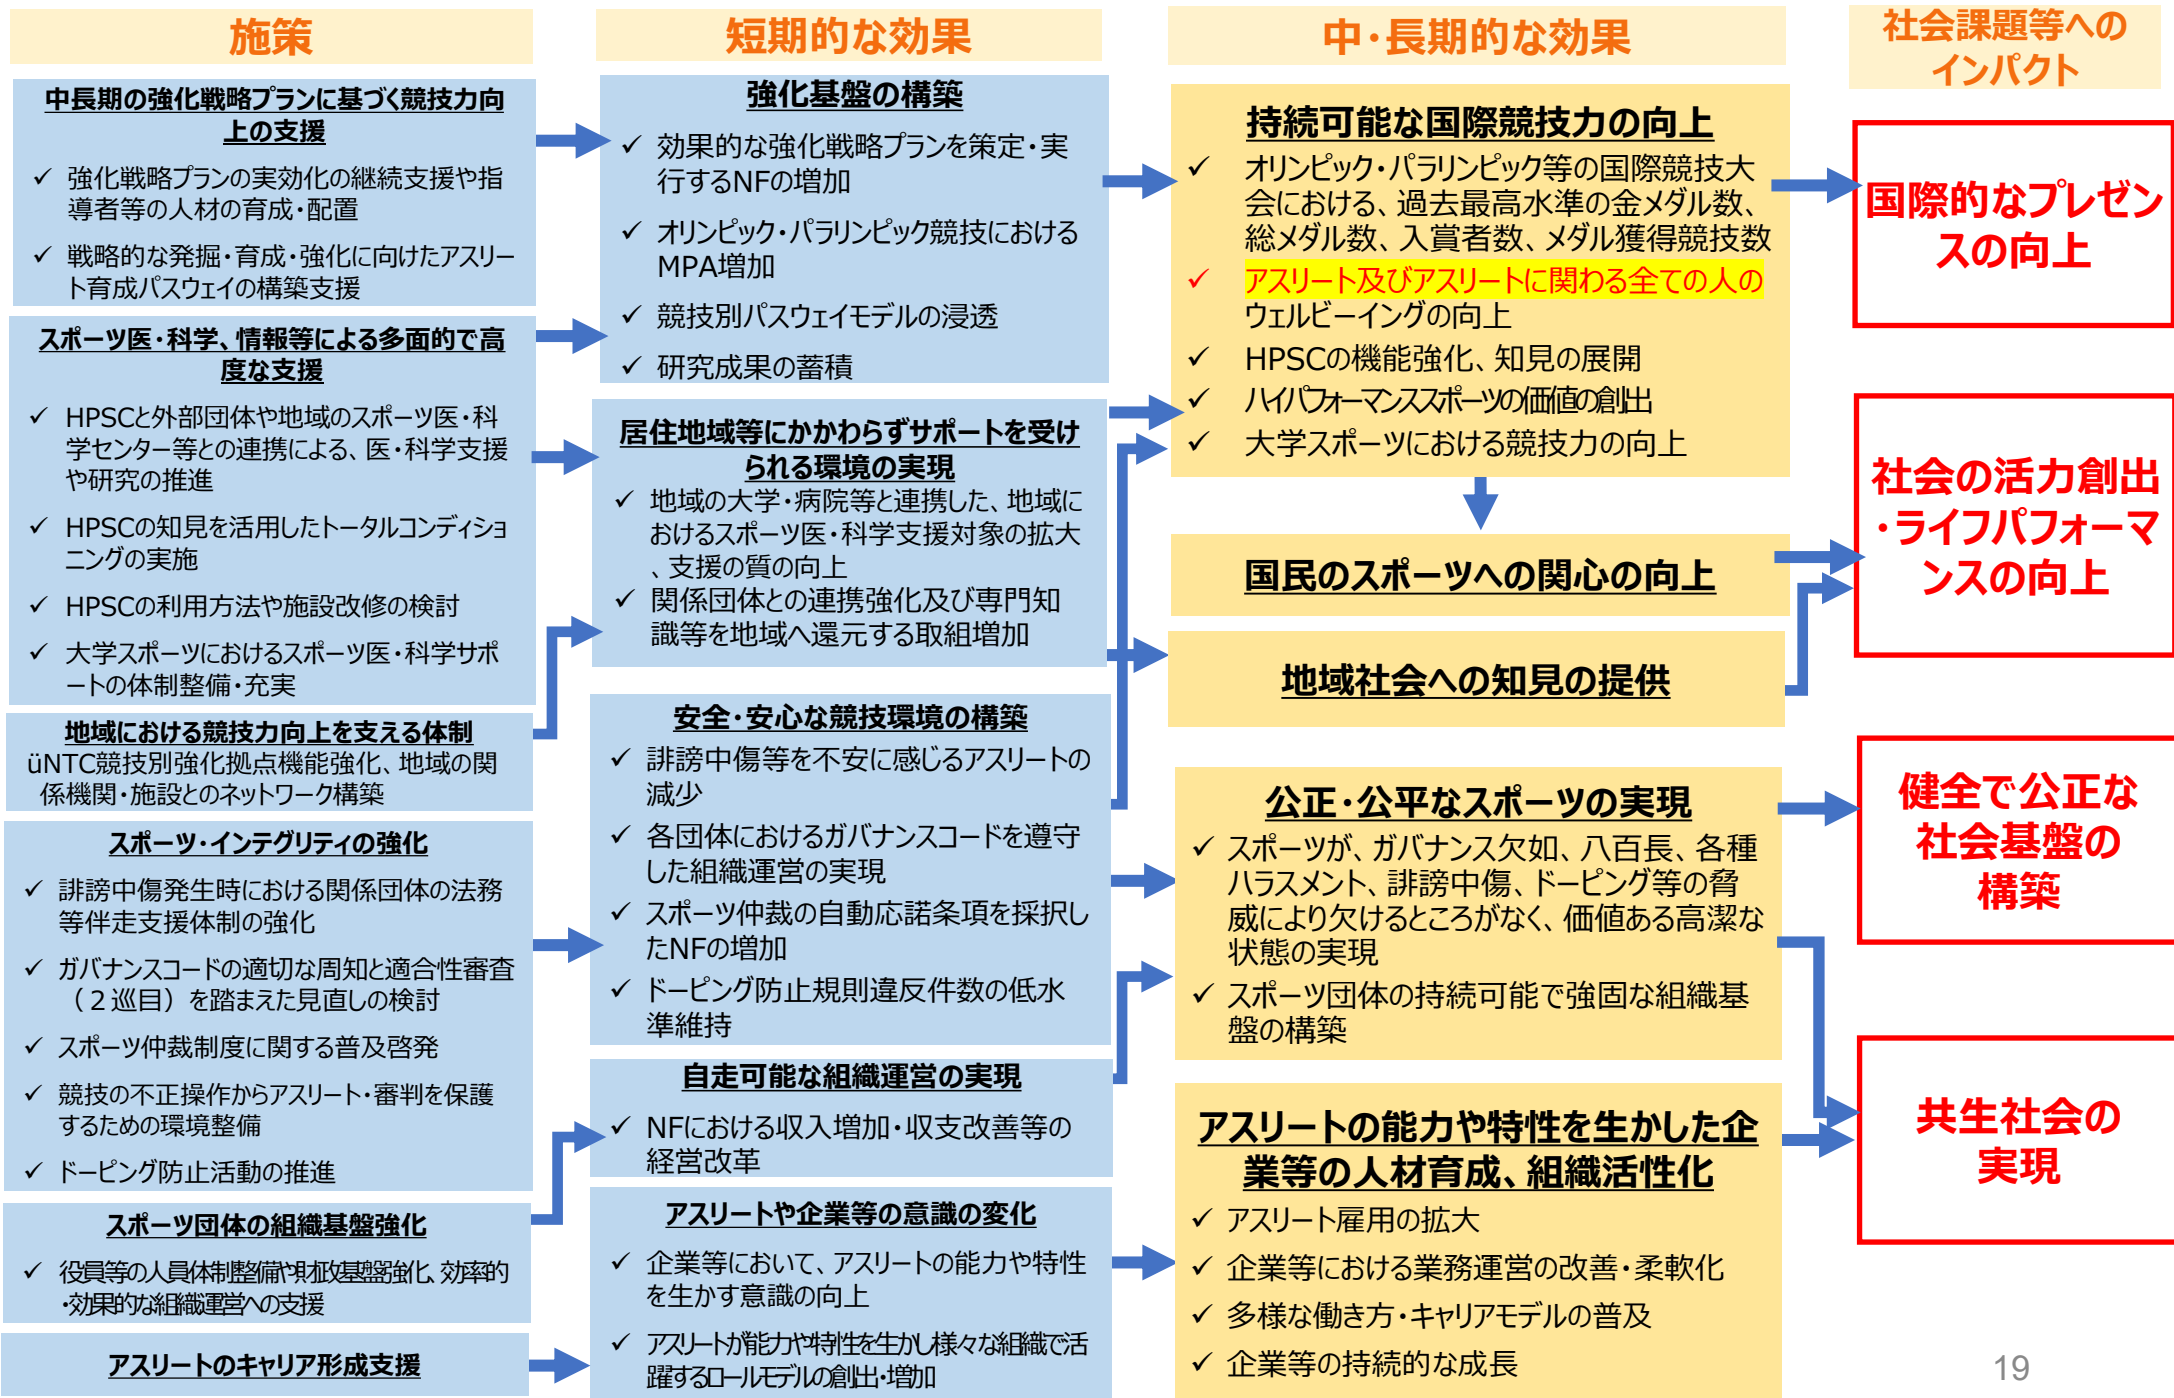 施策
中長期の強化戦略プランに基づく競技力向
上の支援
✓ 強化戦略プランの実効化の継続支援や指
導者等の人材の育成・配置
✓ 戦略的な発掘・育成・強化に向けたアスリー
ト育成パスウェイの構築支援
スポーツ医・科学、情報等による多面的で高
度な支援
✓ HPSCと外部団体や地域のスポーツ医・科
学センター等との連携による、医・科学支援
や研究の推進
✓ HPSCの知見を活用したトータルコンディショ
ニングの実施
✓ HPSCの利用方法や施設改修の検討
✓ 大学スポーツにおけるスポーツ医・科学サポ
ートの体制整備・充実
地域における競技力向上を支える体制
üNTC競技別強化拠点機能強化、地域の関
係機関・施設とのネットワーク構築
スポーツ・インテグリティの強化
✓ 誹謗中傷発生時における関係団体の法務
等伴走支援体制の強化
✓ ガバナンスコードの適切な周知と適合性審査
（２巡目）を踏まえた見直しの検討
✓ スポーツ仲裁制度に関する普及啓発
✓ 競技の不正操作からアスリート・審判を保護
するための環境整備
✓ ドーピング防止活動の推進
スポーツ団体の組織基盤強化
✓ 役員等の人員体制整備や財政基盤強化、効率的
・効果的な組織運営への支援
アスリートのキャリア形成支援
短期的な効果
強化基盤の構築
✓ 効果的な強化戦略プランを策定・実
行するNFの増加
✓ オリンピック・パラリンピック競技における
MPA増加
✓ 競技別パスウェイモデルの浸透
✓ 研究成果の蓄積
居住地域等にかかわらずサポートを受け
られる環境の実現
✓ 地域の大学・病院等と連携した、地域に
おけるスポーツ医・科学支援対象の拡大
、支援の質の向上
✓ 関係団体との連携強化及び専門知
識等を地域へ還元する取組増加
安全・安心な競技環境の構築
✓ 誹謗中傷等を不安に感じるアスリートの
減少
✓ 各団体におけるガバナンスコードを遵守
した組織運営の実現
✓ スポーツ仲裁の自動応諾条項を採択し
たNFの増加
✓ ドーピング防止規則違反件数の低水
準維持
自走可能な組織運営の実現
✓ NFにおける収入増加・収支改善等の
経営改革
アスリートや企業等の意識の変化
✓ 企業等において、アスリートの能力や特性
を生かす意識の向上
✓ アスリートが能力や特性を生かし様々な組織で活
躍するロールモデルの創出・増加
中・長期的な効果
持続可能な国際競技力の向上
✓ オリンピック・パラリンピック等の国際競技大
会における、過去最高水準の金メダル数、
総メダル数、入賞者数、メダル獲得競技数
✓ アスリート及びアスリートに関わる全ての人の
ウェルビーイングの向上
✓ HPSCの機能強化、知見の展開
✓ ハイパフォーマンススポーツの価値の創出
✓ 大学スポーツにおける競技力の向上
国民のスポーツへの関心の向上
地域社会への知見の提供
公正・公平なスポーツの実現
✓ スポーツが、ガバナンス欠如、八百長、各種
ハラスメント、誹謗中傷、ドーピング等の脅
威により欠けるところがなく、価値ある高潔な
状態の実現
✓ スポーツ団体の持続可能で強固な組織基
盤の構築
アスリートの能力や特性を生かした企
業等の人材育成、組織活性化
✓ アスリート雇用の拡大
✓ 企業等における業務運営の改善・柔軟化
✓ 多様な働き方・キャリアモデルの普及
✓ 企業等の持続的な成長
社会課題等への
インパクト
国際的なプレゼン
スの向上
社会の活力創出
・ライフパフォーマ
ンスの向上
健全で公正な
社会基盤の
構築
共生社会の
実現
19